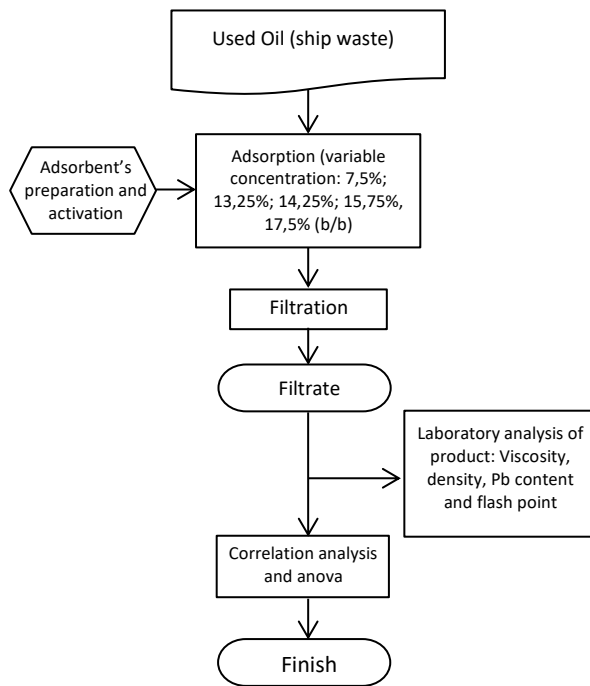 Used Oil (ship waste)
Adsorbent's
preparation and
activation
Adsorption (variable
concentration: 7,5%;
13,25%; 14,25%; 15,75%,
17,5% (b/b)
Filtration
Filtrate
Laboratory analysis of
product: Viscosity,
density, Pb content
and flash point
Correlation analysis
and anova
Finish